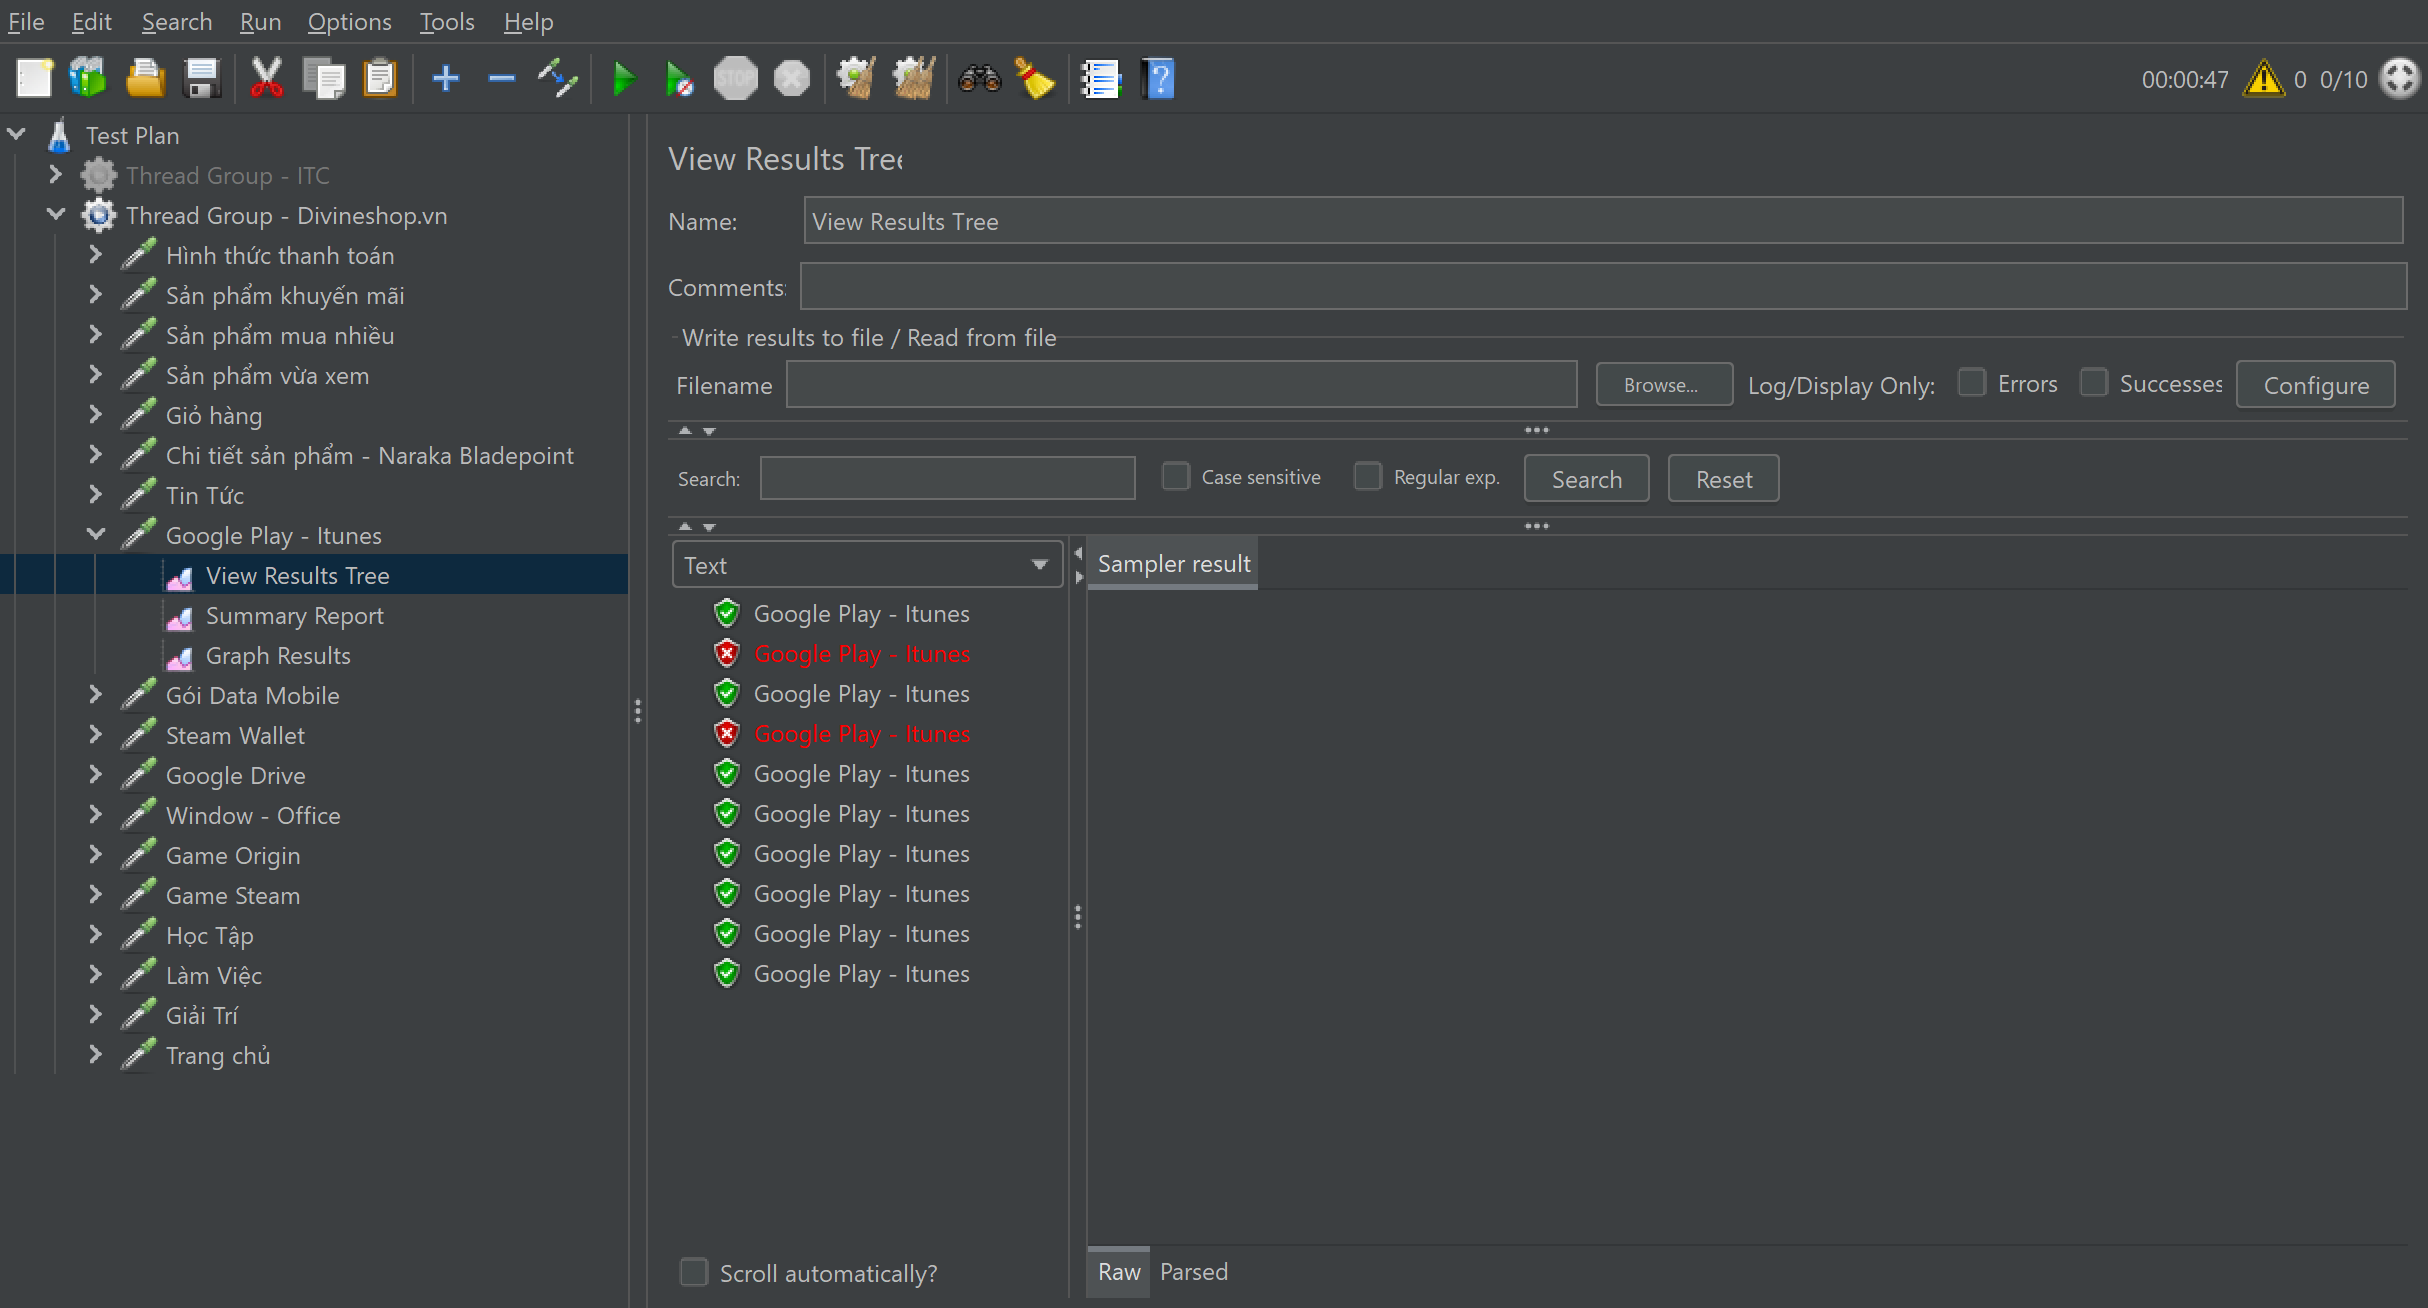 File Edit Search Run Options Tools Help
STOP
00:00:47 0 0/10
Test Plan
Thread Group - ITC
Thread Group - Divineshop.vn
Hình thức thanh toán
Sản phẩm khuyến mãi
Sản phẩm mua nhiều
Sản phẩm vừa xem
Giỏ hàng
Chi tiết sản phẩm - Naraka Bladepoint
Tin Tức
Google Play - Itunes
View Results Tree
Summary Report
Graph Results
Gói Data Mobile
Steam Wallet
Google Drive
Window - Office
Game Origin
Game Steam
Học Tập
Làm Việc
Giải Trí
Trang chủ
View Results Tree
Name: View Results Tree
Comments:
Write results to file / Read from file
Filename Browse... Log/Display Only: Errors Successes Configure
Search: Case sensitive Regular exp. Search Reset
Text
Sampler result
Google Play - Itunes
Google Play - Itunes
Google Play - Itunes
Google Play - Itunes
Google Play - Itunes
Google Play - Itunes
Google Play - Itunes
Google Play - Itunes
Google Play - Itunes
Google Play - Itunes
Scroll automatically?
Raw Parsed